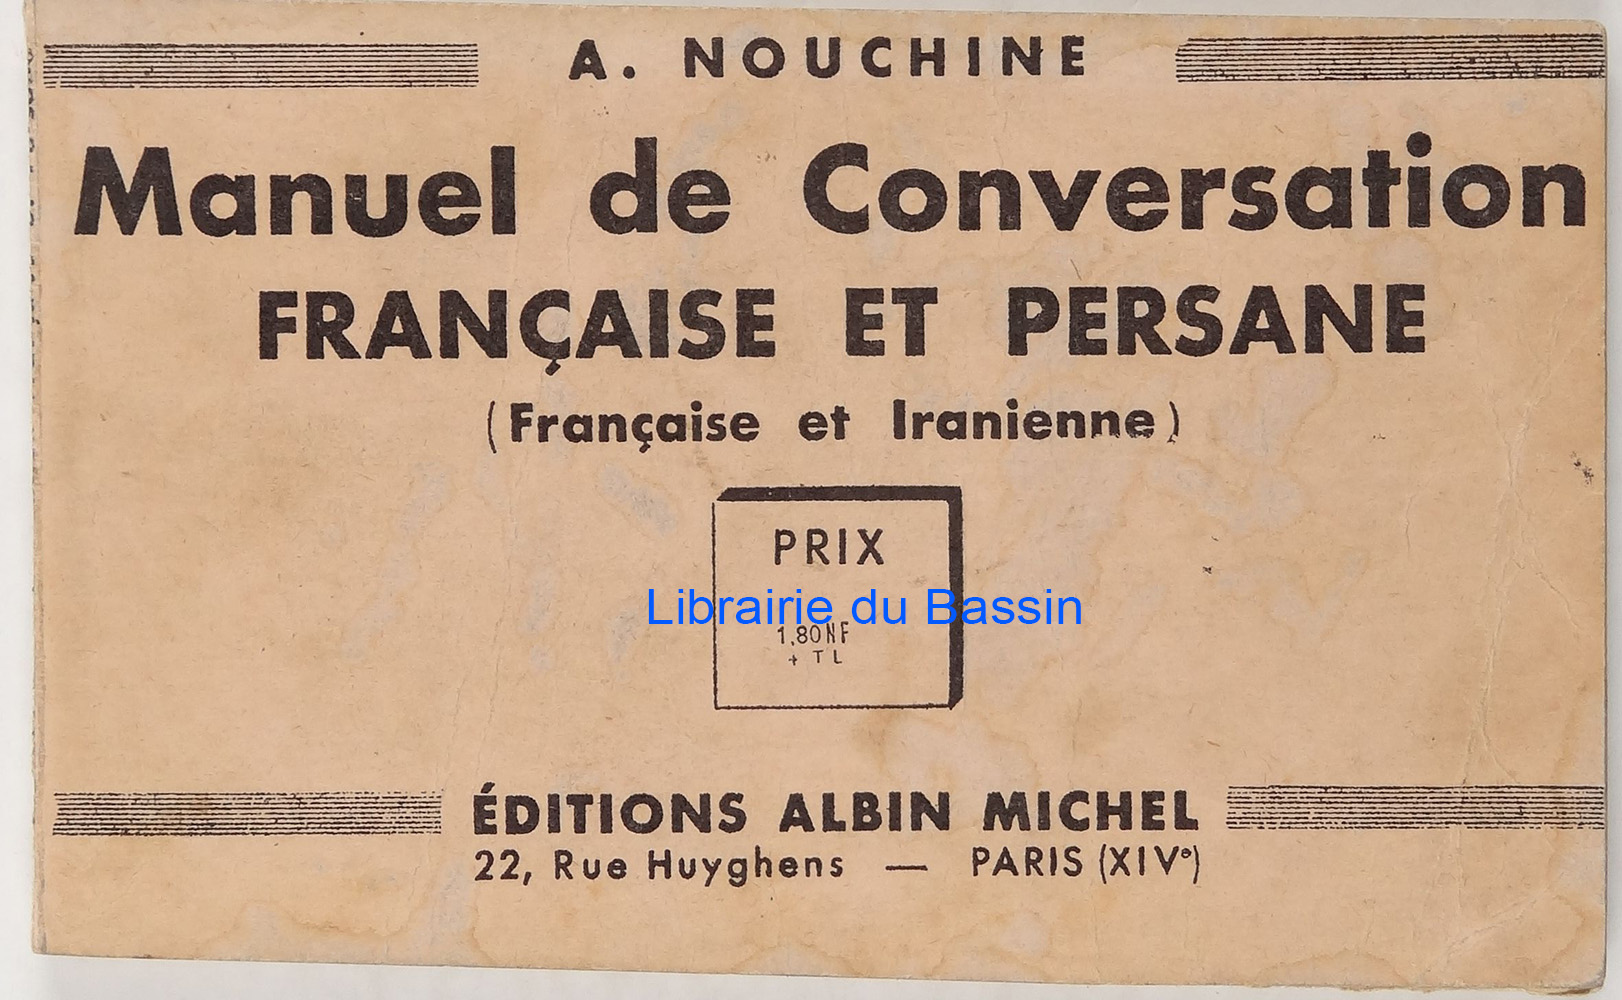 A. NOUCHINE
Manuel de Conversation
FRANÇAISE ET PERSANE
(Française et Iranienne)
PRIX
Librairie du Bassin
1.80 NF
+ TL
ÉDITIONS ALBIN MICHEL
22, Rue Huyghens — PARIS (XIVᵉ)